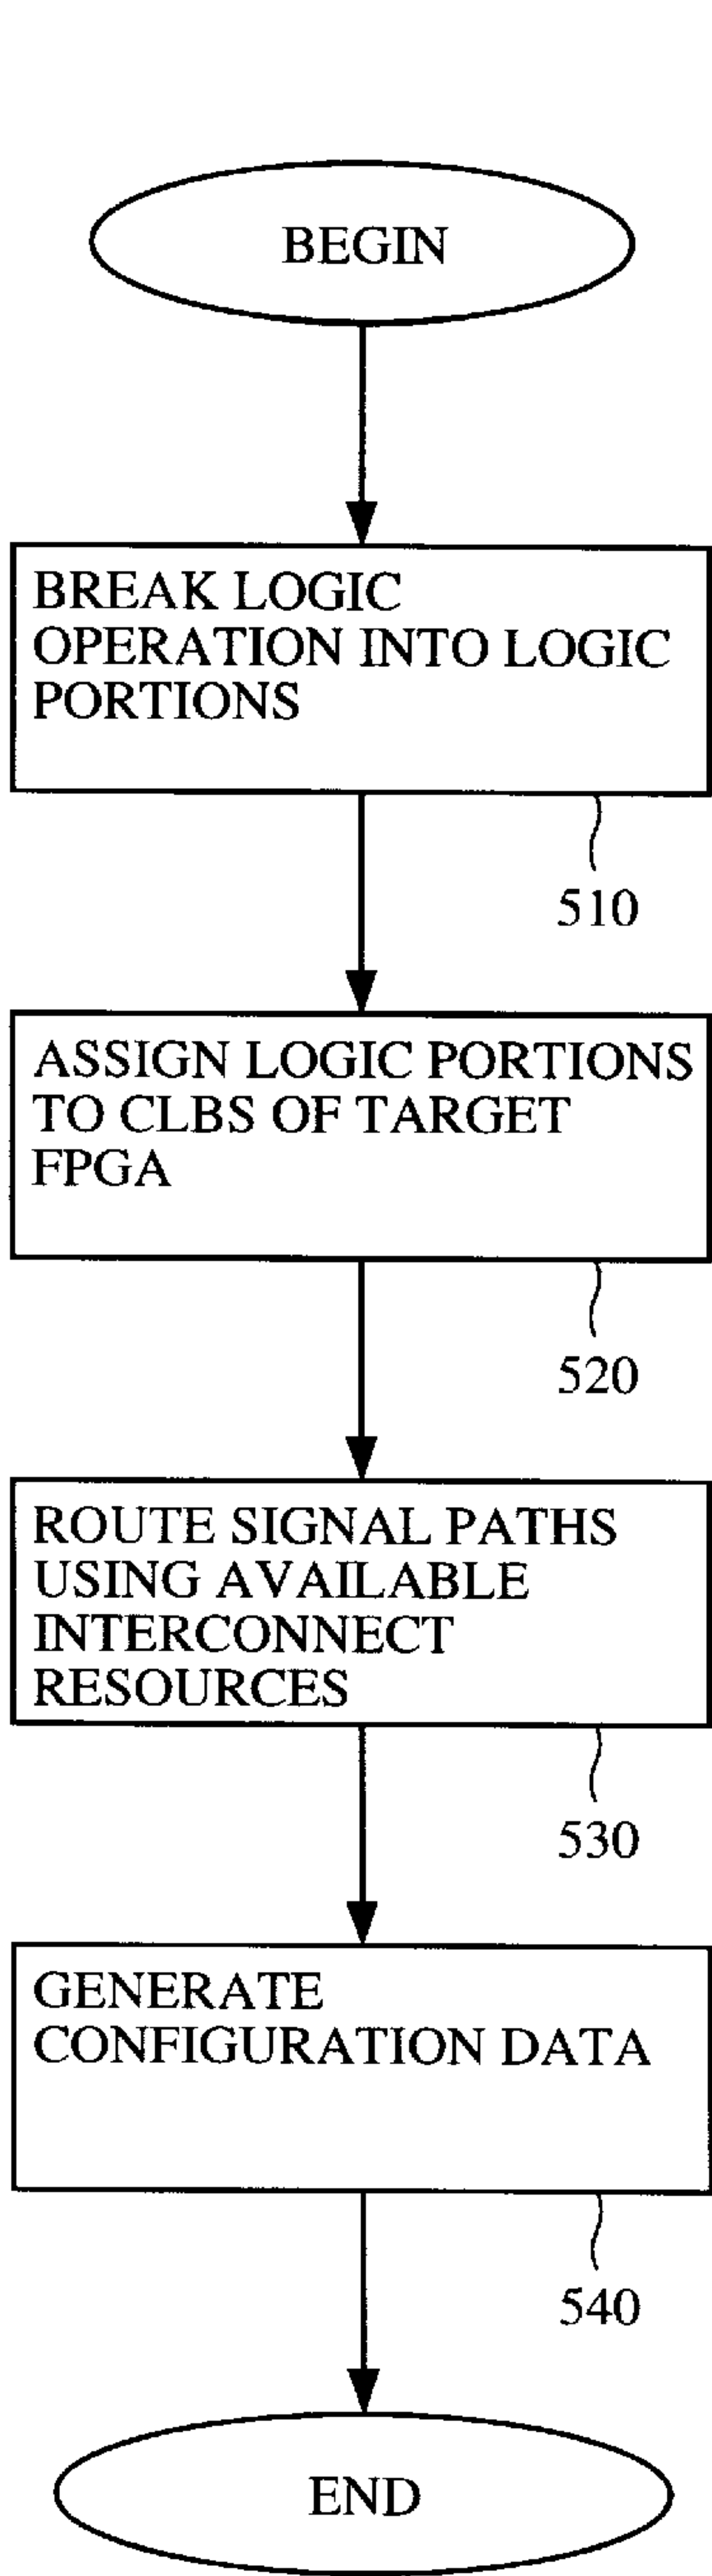 BEGIN
BREAK LOGIC
OPERATION INTO LOGIC
PORTIONS
510
ASSIGN LOGIC PORTIONS
TO CLBS OF TARGET
FPGA
520
ROUTE SIGNAL PATHS
USING AVAILABLE
INTERCONNECT
RESOURCES
530
GENERATE
CONFIGURATION DATA
540
END